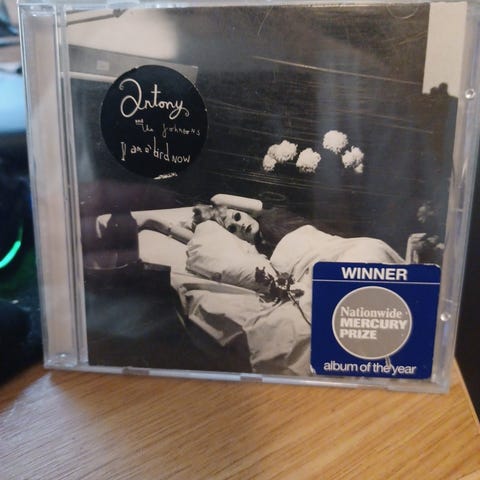 Antony
and the Johnsons
I am a bird NOW
WINNER
Nationwide
MERCURY
PRIZE
album of the year